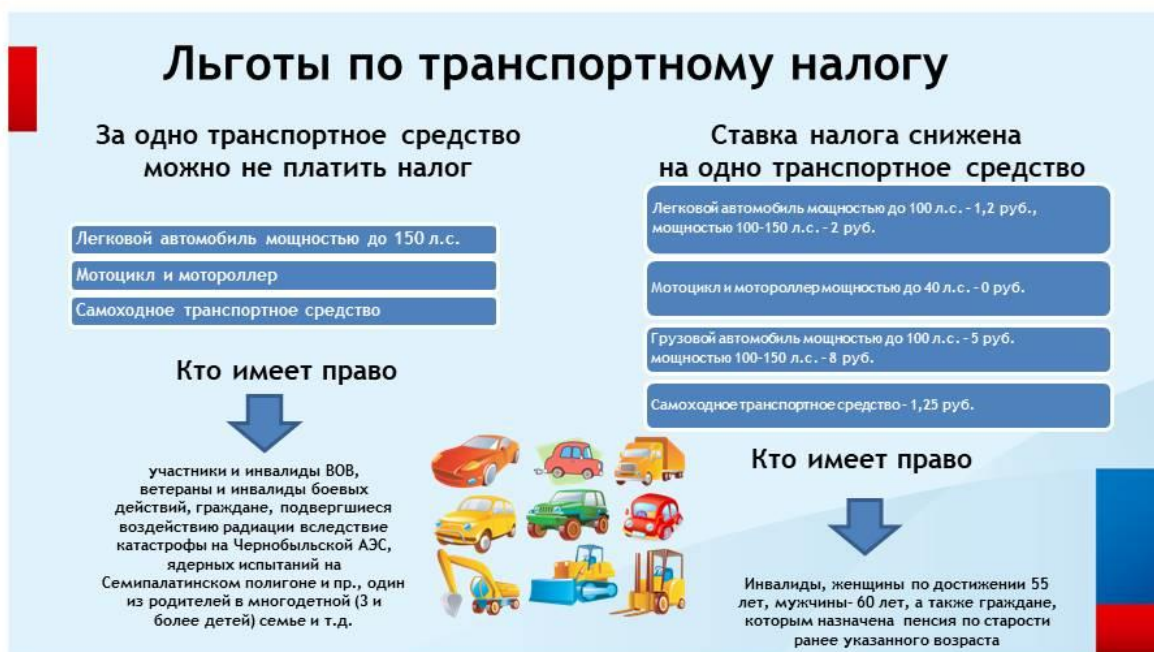 Льготы по транспортному налогу
За одно транспортное средство
можно не платить налог
Легковой автомобиль мощностью до 150 л.с.
Мотоцикл и мотороллер
Самоходное транспортное средство
Кто имеет право
участники и инвалиды ВОВ,
ветераны и инвалиды боевых
действий, граждане, подвергшиеся
воздействию радиации вследствие
катастрофы на Чернобыльской АЭС,
ядерных испытаний на
Семипалатинском полигоне и пр., один
из родителей в многодетной (3 и
более детей) семье и т.д.
Ставка налога снижена
на одно транспортное средство
Легковой автомобиль мощностью до 100 л.с. - 1,2 руб.,
мощностью 100-150 л.с. - 2 руб.
Мотоцикл и мотороллер мощностью до 40 л.с. - 0 руб.
Грузовой автомобиль мощностью до 100 л.с. - 5 руб.
мощностью 100-150 л.с. - 8 руб.
Самоходное транспортное средство - 1,25 руб.
Кто имеет право
Инвалиды, женщины по достижении 55
лет, мужчины- 60 лет, а также граждане,
которым назначена пенсия по старости
ранее указанного возраста